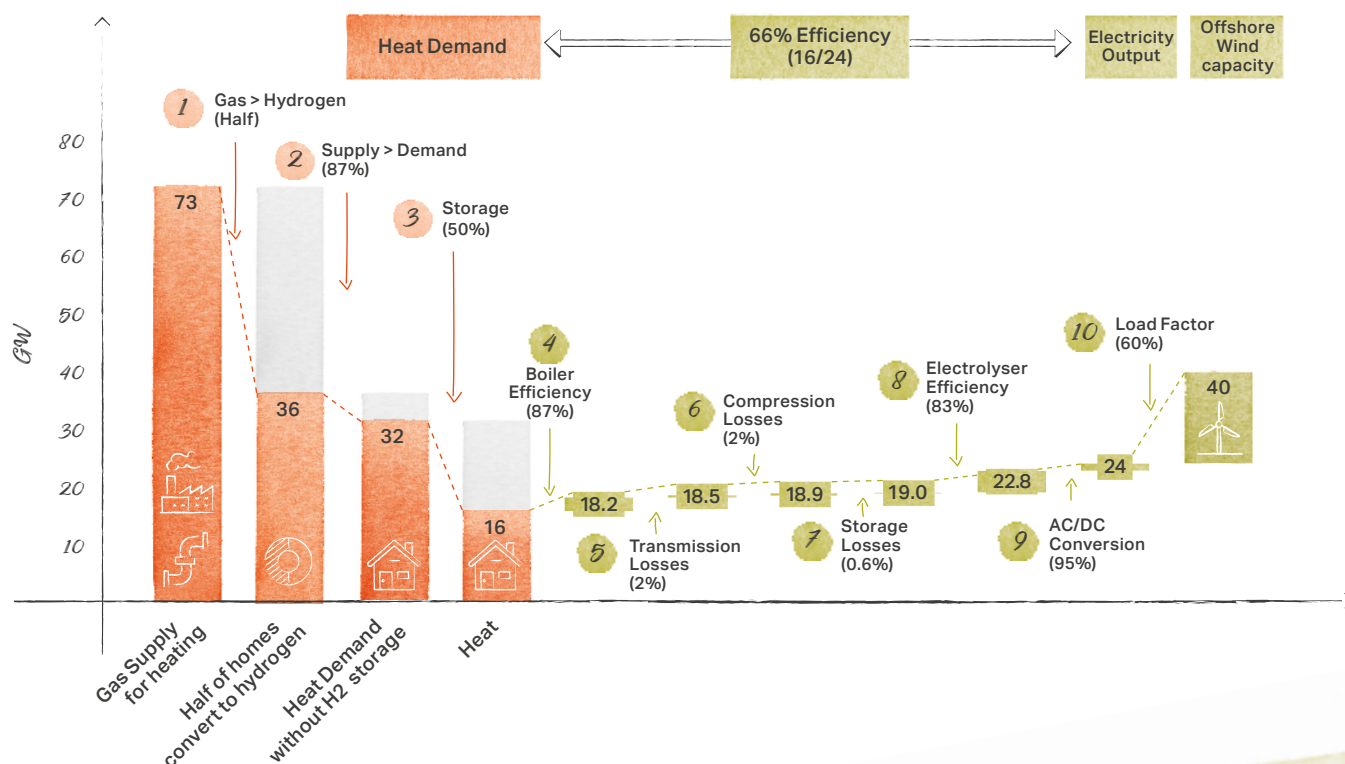 Heat Demand
66% Efficiency
(16/24)
Electricity
Output
Offshore
Wind
capacity
1
Gas > Hydrogen
(Half)
2
Supply > Demand
(87%)
3
Storage
(50%)
4
Boiler
Efficiency
(87%)
5
Transmission
Losses
(2%)
6
Compression
Losses
(2%)
7
Storage
Losses
(0.6%)
8
Electrolyser
Efficiency
(83%)
9
AC/DC
Conversion
(95%)
10
Load Factor
(60%)
GW
80
70
60
50
40
30
20
10
73
36
32
16
18.2
18.5
18.9
19.0
22.8
24
40
Gas Supply
for heating
Half of homes
convert to hydrogen
Heat Demand
without H2 storage
Heat